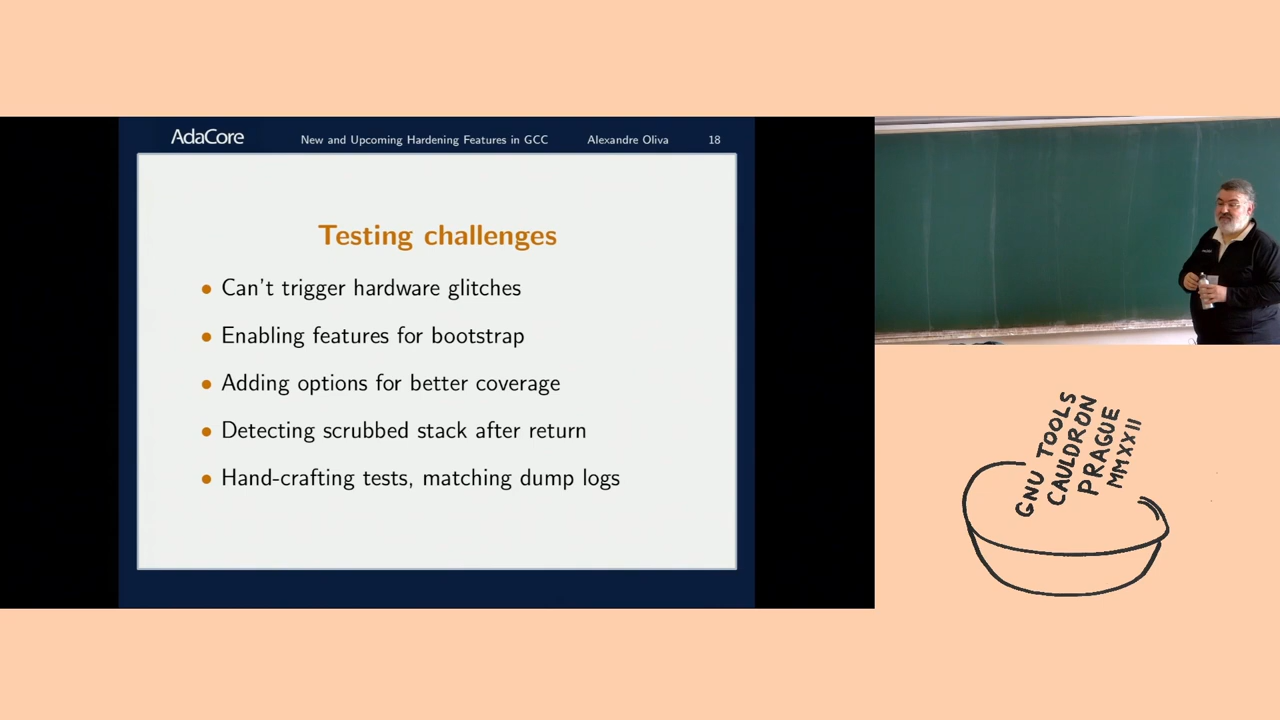 AdaCore New and Upcoming Hardening Features in GCC Alexandre Oliva 18
Testing challenges
• Can't trigger hardware glitches
• Enabling features for bootstrap
• Adding options for better coverage
• Detecting scrubbed stack after return
• Hand-crafting tests, matching dump logs
GNU TOOLS
CAULDRON
PRAGUE
MMXXII